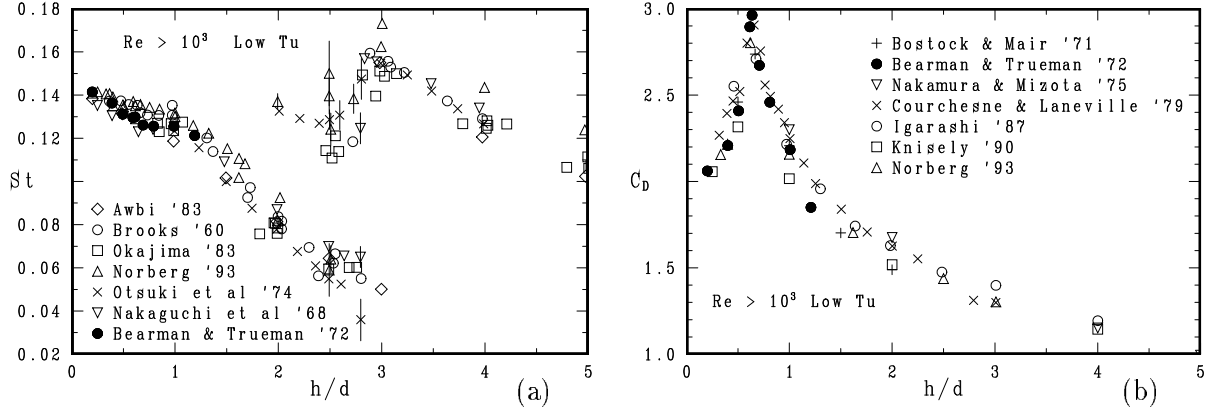 0.18
0.16
0.14
0.12
St
0.10
0.08
0.06
0.04
0.02
Re > 10³ Low Tu
◇ Awbi '83
○ Brooks '60
□ Okajima '83
△ Norberg '93
× Otsuki et al '74
▽ Nakaguchi et al '68
● Bearman & Trueman '72
0 1 2 3 4 5
h/d
(a)
3.0
2.5
C_D
2.0
1.5
1.0
+ Bostock & Mair '71
● Bearman & Trueman '72
▽ Nakamura & Mizota '75
× Courchesne & Laneville '79
○ Igarashi '87
□ Knisely '90
△ Norberg '93
Re > 10³ Low Tu
0 1 2 3 4 5
h/d
(b)